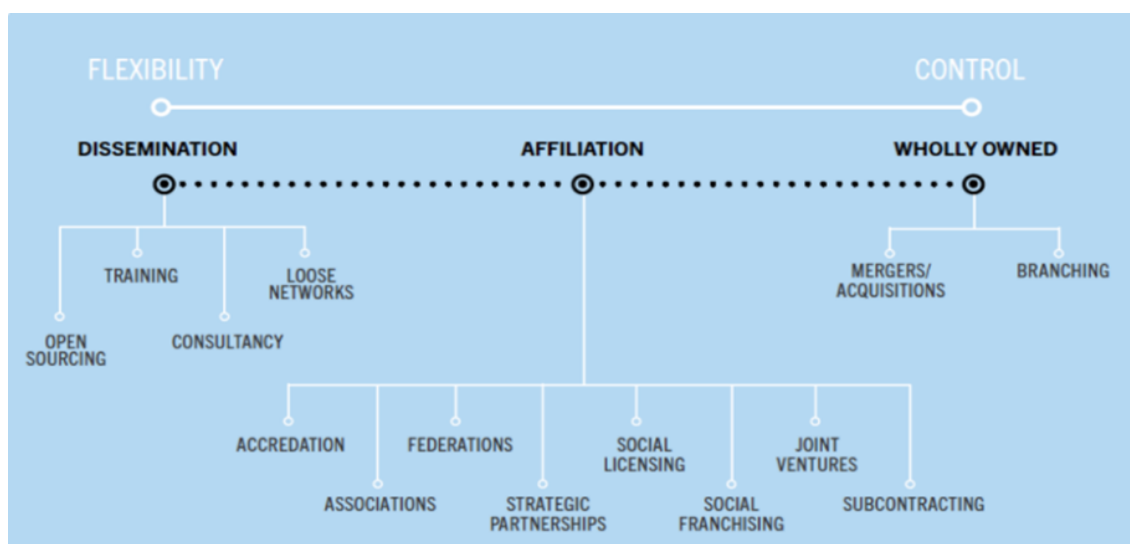 FLEXIBILITY
CONTROL
DISSEMINATION
AFFILIATION
WHOLLY OWNED
TRAINING
LOOSE
NETWORKS
OPEN
SOURCING
CONSULTANCY
MERGERS/
ACQUISITIONS
BRANCHING
ACCREDATION
FEDERATIONS
SOCIAL
LICENSING
JOINT
VENTURES
ASSOCIATIONS
STRATEGIC
PARTNERSHIPS
SOCIAL
FRANCHISING
SUBCONTRACTING